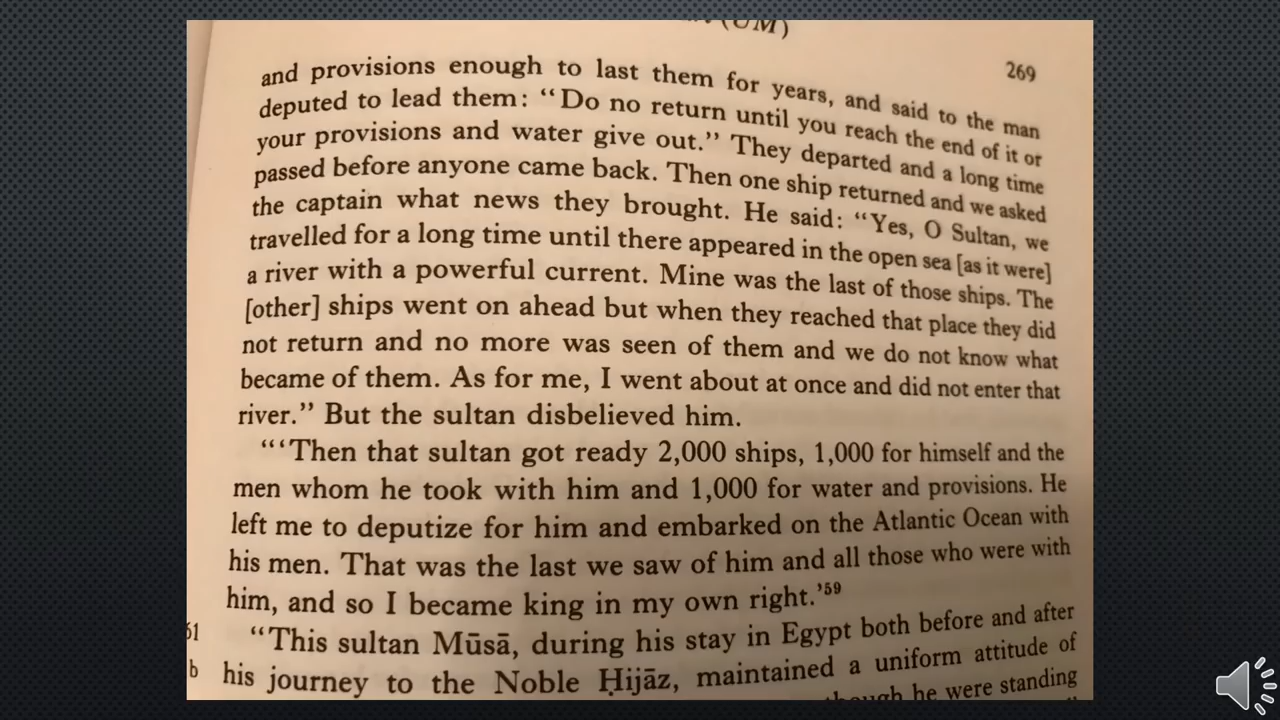 (UM)
269
and provisions enough to last them for years, and said to the man
deputed to lead them: “Do no return until you reach the end of it or
your provisions and water give out.” They departed and a long time
passed before anyone came back. Then one ship returned and we asked
the captain what news they brought. He said: “Yes, O Sultan, we
travelled for a long time until there appeared in the open sea [as it were]
a river with a powerful current. Mine was the last of those ships. The
[other] ships went on ahead but when they reached that place they did
not return and no more was seen of them and we do not know what
became of them. As for me, I went about at once and did not enter that
river.” But the sultan disbelieved him.
“‘Then that sultan got ready 2,000 ships, 1,000 for himself and the
men whom he took with him and 1,000 for water and provisions. He
left me to deputize for him and embarked on the Atlantic Ocean with
his men. That was the last we saw of him and all those who were with
him, and so I became king in my own right.’59
61 “This sultan Mūsā, during his stay in Egypt both before and after
b his journey to the Noble Ḥijāz, maintained a uniform attitude of
he were standing